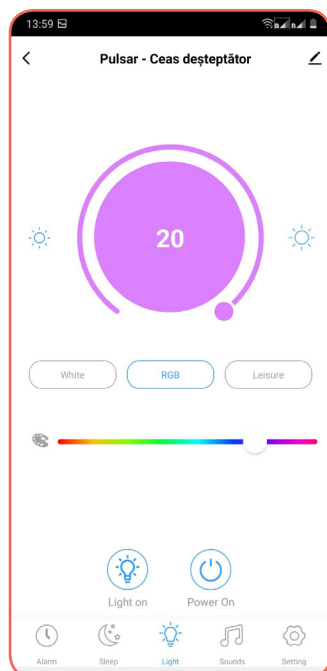 13:59
Pulsar - Ceas deșteptător
20
White RGB Leisure
Light on Power On
Alarm Sleep Light Sounds Setting